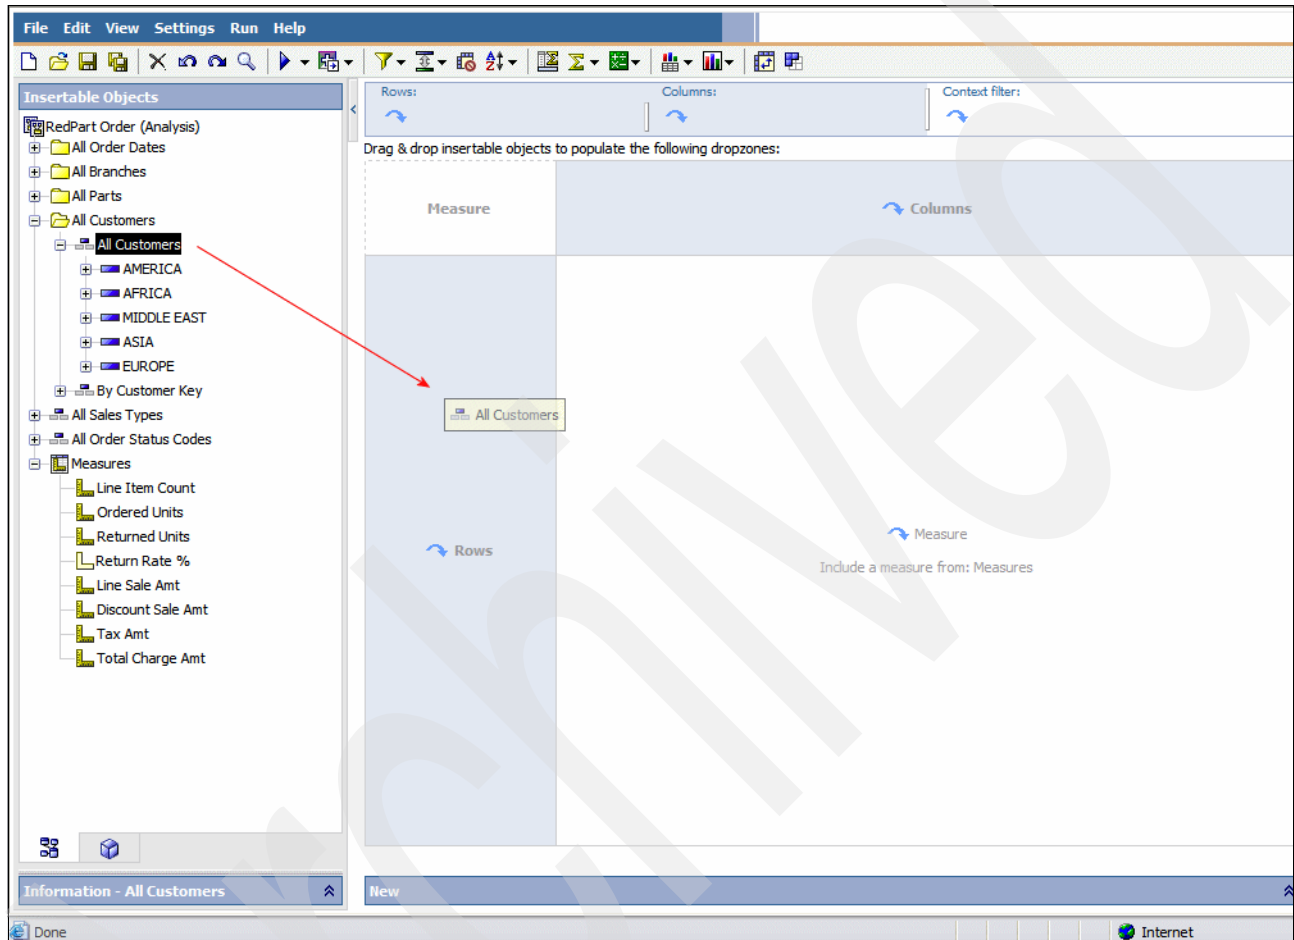 File Edit View Settings Run Help
Insertable Objects
RedPart Order (Analysis)
All Order Dates
All Branches
All Parts
All Customers
All Customers
AMERICA
AFRICA
MIDDLE EAST
ASIA
EUROPE
By Customer Key
All Sales Types
All Order Status Codes
Measures
Line Item Count
Ordered Units
Returned Units
Return Rate %
Line Sale Amt
Discount Sale Amt
Tax Amt
Total Charge Amt
Information - All Customers
Rows: Columns: Context filter:
Drag & drop insertable objects to populate the following dropzones:
Measure
Columns
All Customers
Rows
Measure
Include a measure from: Measures
New
Done
Internet